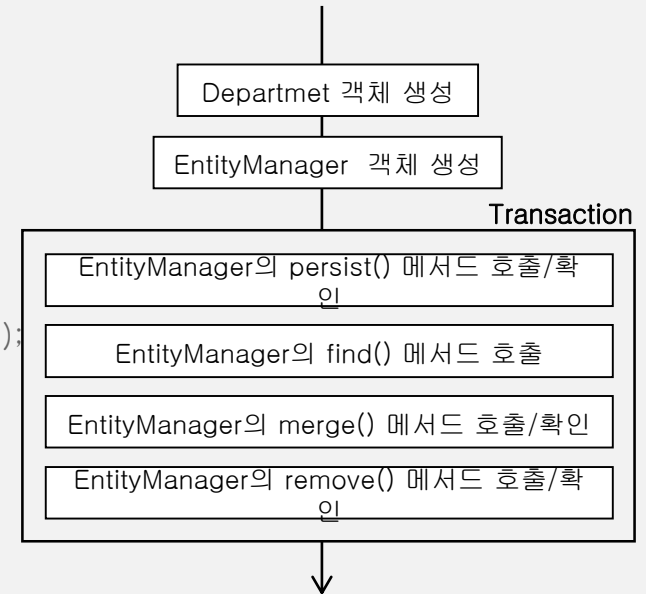 Departmet 객체 생성
EntityManager 객체 생성
Transaction
EntityManager의 persist() 메서드 호출/확
인
);
EntityManager의 find() 메서드 호출
EntityManager의 merge() 메서드 호출/확인
EntityManager의 remove() 메서드 호출/확
인